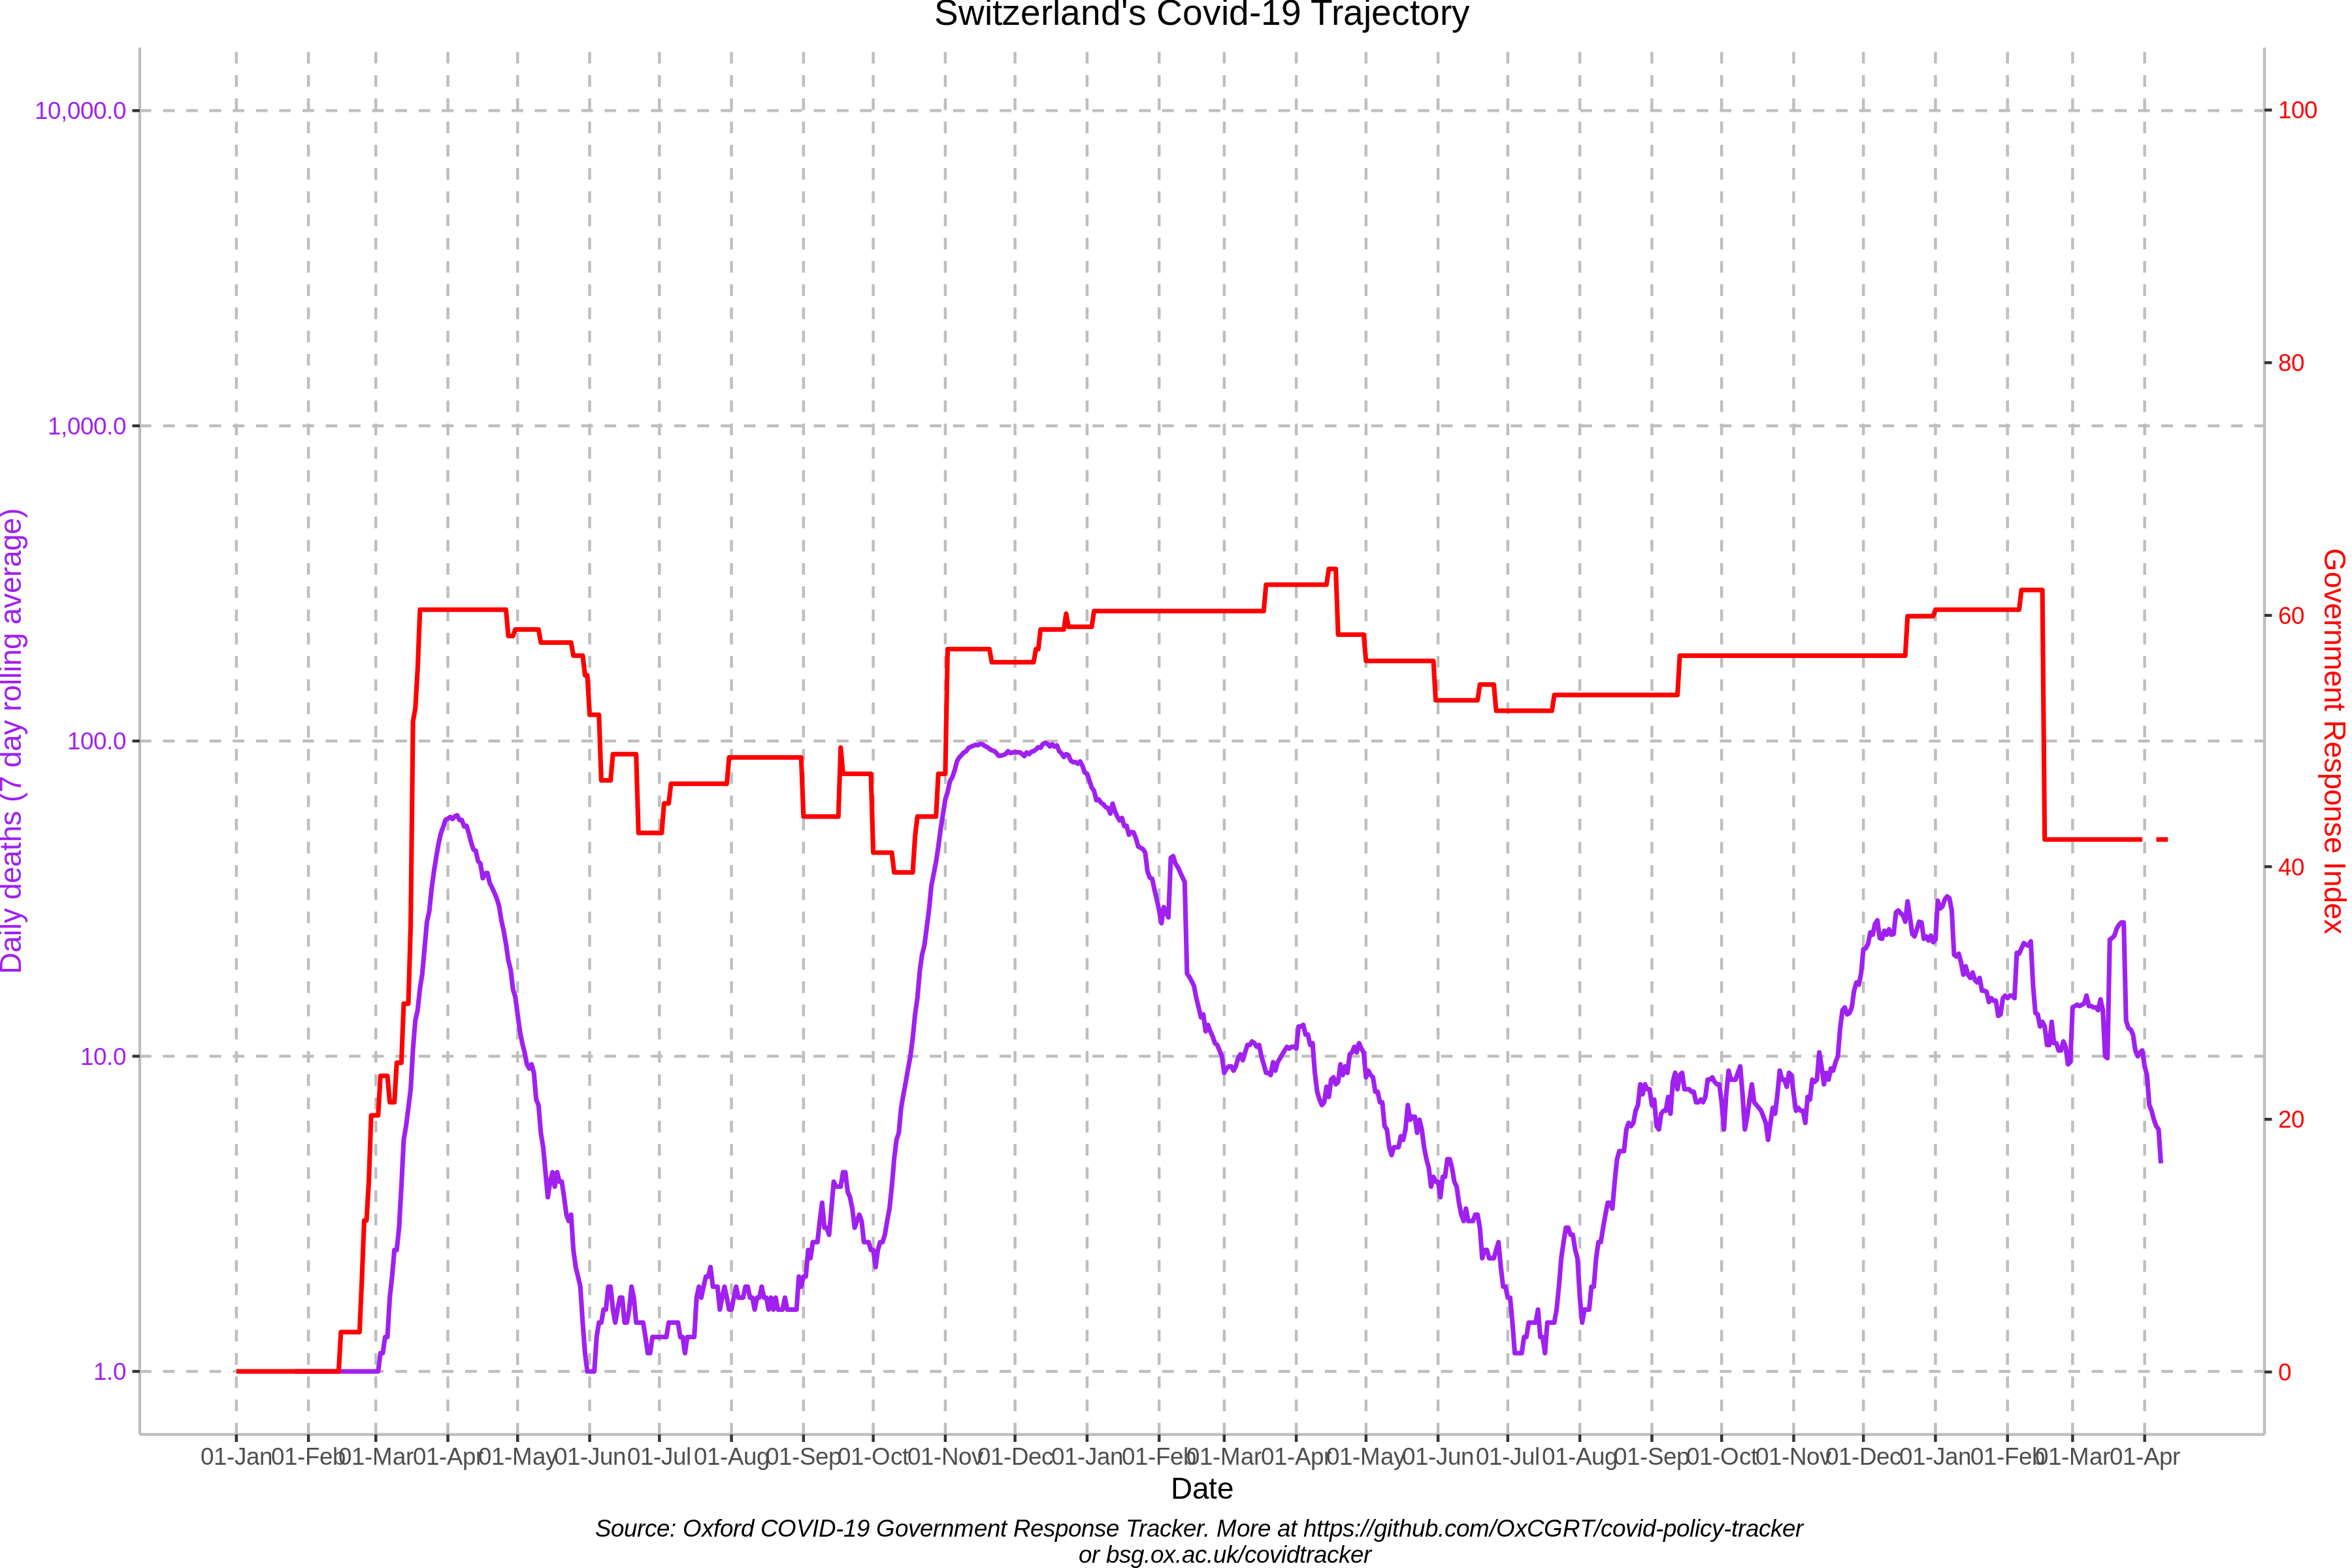 Switzerland's Covid-19 Trajectory
10,000.0
1,000.0
100.0
10.0
1.0
Daily deaths (7 day rolling average)
100
80
60
40
20
0
Government Response Index
01-Jan 01-Feb 01-Mar 01-Apr 01-May 01-Jun 01-Jul 01-Aug 01-Sep 01-Oct 01-Nov 01-Dec 01-Jan 01-Feb 01-Mar 01-Apr 01-May 01-Jun 01-Jul 01-Aug 01-Sep 01-Oct 01-Nov 01-Dec 01-Jan 01-Feb 01-Mar 01-Apr
Date
Source: Oxford COVID-19 Government Response Tracker. More at https://github.com/OxCGRT/covid-policy-tracker
or bsg.ox.ac.uk/covidtracker